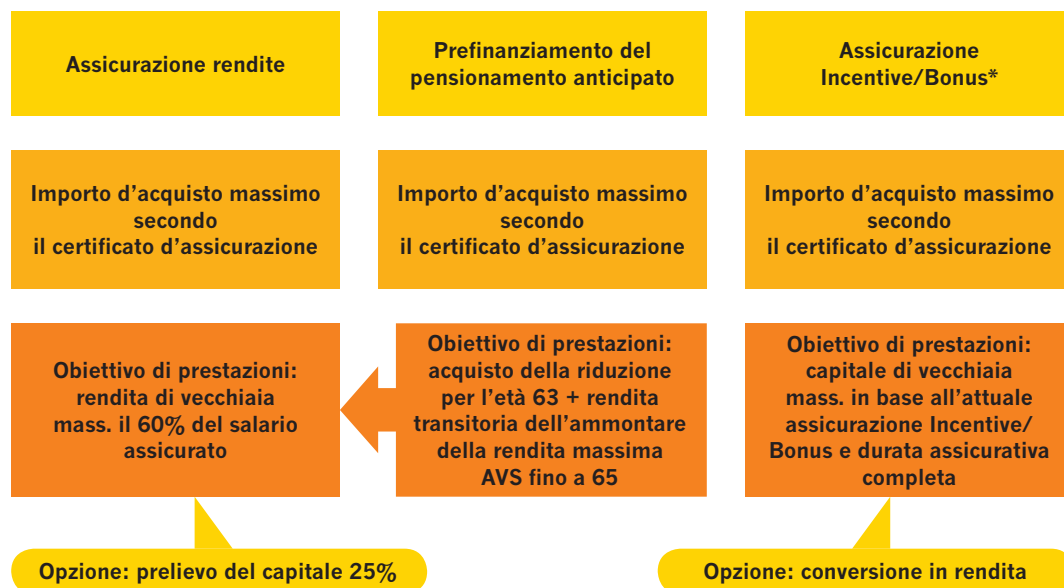 Assicurazione rendite
Prefinanziamento del
pensionamento anticipato
Assicurazione
Incentive/Bonus*
Importo d’acquisto massimo
secondo
il certificato d’assicurazione
Importo d’acquisto massimo
secondo
il certificato d’assicurazione
Importo d’acquisto massimo
secondo
il certificato d’assicurazione
Obiettivo di prestazioni:
rendita di vecchiaia
mass. il 60% del salario
assicurato
Obiettivo di prestazioni:
acquisto della riduzione
per l’età 63 + rendita
transitoria dell’ammontare
della rendita massima
AVS fino a 65
Obiettivo di prestazioni:
capitale di vecchiaia
mass. in base all’attuale
assicurazione Incentive/
Bonus e durata assicurativa
completa
Opzione: prelievo del capitale 25%
Opzione: conversione in rendita